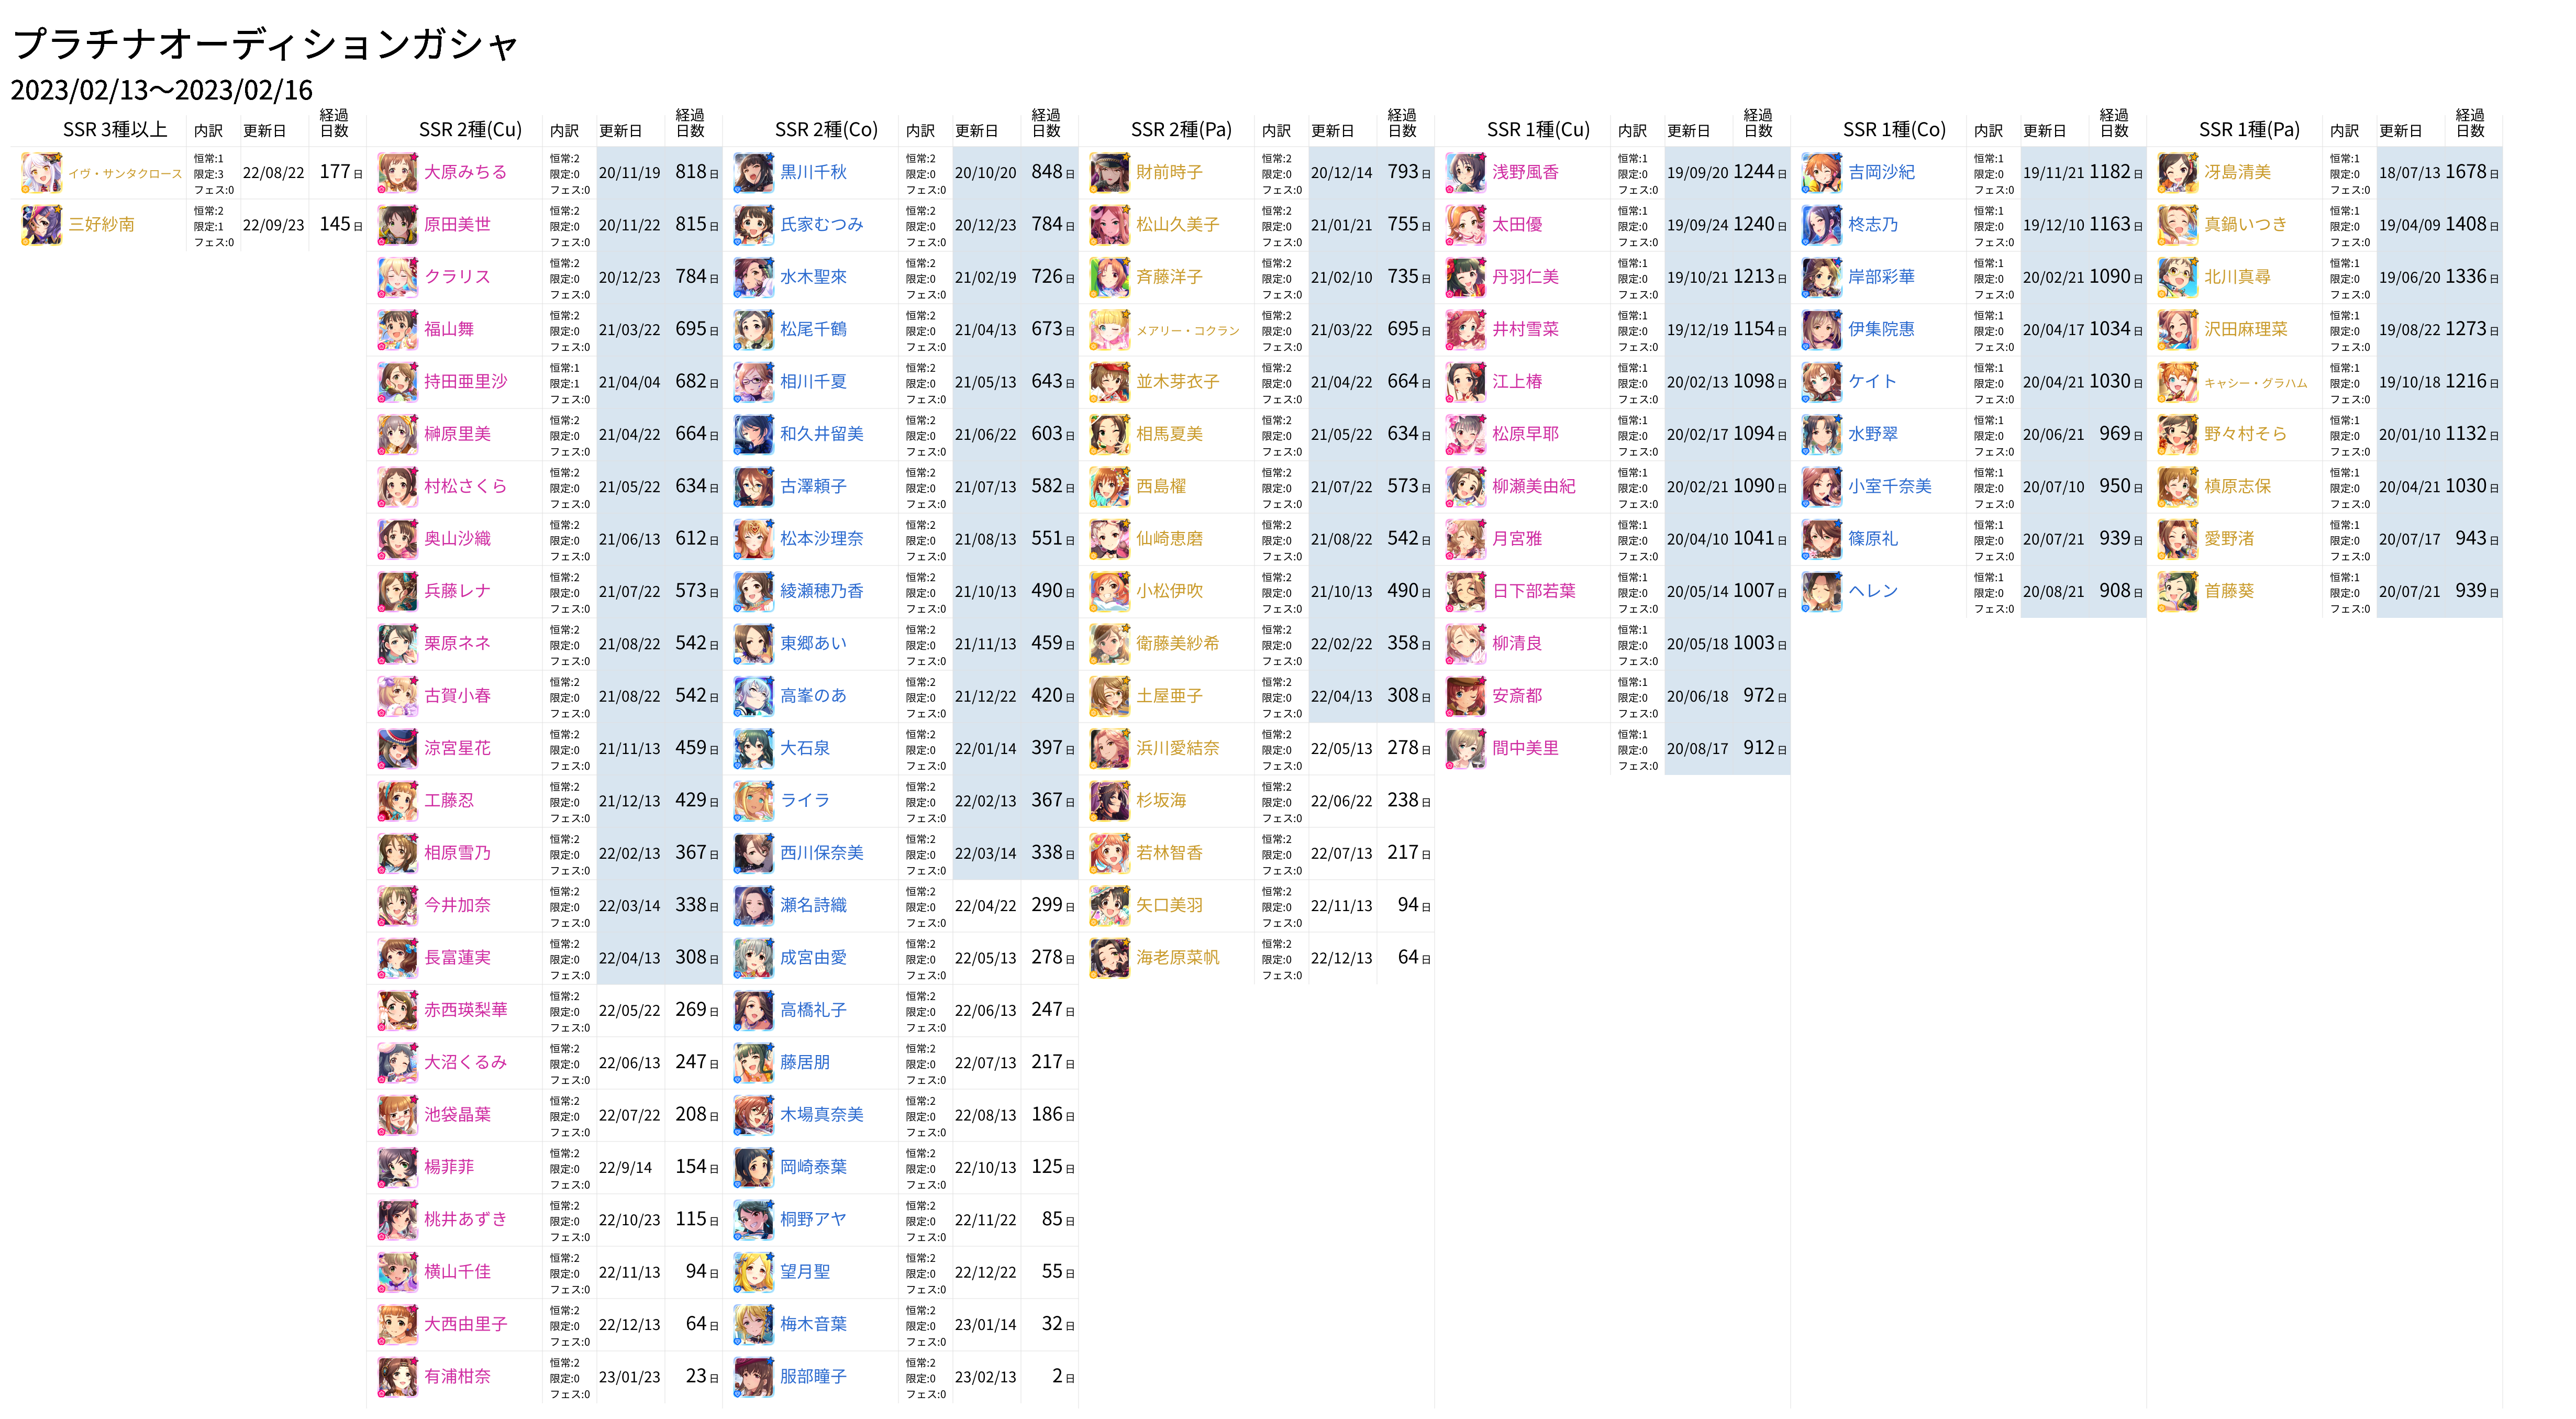 プラチナオーディションガシャ
2023/02/13～2023/02/16
SSR 3種以上 内訳 更新日 経過日数
イヴ・サンタクロース 恒常:1 限定:3 フェス:0 22/08/22 177日
三好紗南 恒常:2 限定:1 フェス:0 22/09/23 145日
SSR 2種(Cu) 内訳 更新日 経過日数
大原みちる 恒常:2 限定:0 フェス:0 20/11/19 818日
原田美世 恒常:2 限定:0 フェス:0 20/11/22 815日
クラリス 恒常:2 限定:0 フェス:0 20/12/23 784日
福山舞 恒常:2 限定:0 フェス:0 21/03/22 695日
持田亜里沙 恒常:1 限定:1 フェス:0 21/04/04 682日
榊原里美 恒常:2 限定:0 フェス:0 21/04/22 664日
村松さくら 恒常:2 限定:0 フェス:0 21/05/22 634日
奥山沙織 恒常:2 限定:0 フェス:0 21/06/13 612日
兵藤レナ 恒常:2 限定:0 フェス:0 21/07/22 573日
栗原ネネ 恒常:2 限定:0 フェス:0 21/08/22 542日
古賀小春 恒常:2 限定:0 フェス:0 21/08/22 542日
涼宮星花 恒常:2 限定:0 フェス:0 21/11/13 459日
工藤忍 恒常:2 限定:0 フェス:0 21/12/13 429日
相原雪乃 恒常:2 限定:0 フェス:0 22/02/13 367日
今井加奈 恒常:2 限定:0 フェス:0 22/03/14 338日
長富蓮実 恒常:2 限定:0 フェス:0 22/04/13 308日
赤西瑛梨華 恒常:2 限定:0 フェス:0 22/05/22 269日
大沼くるみ 恒常:2 限定:0 フェス:0 22/06/13 247日
池袋晶葉 恒常:2 限定:0 フェス:0 22/07/22 208日
楊菲菲 恒常:2 限定:0 フェス:0 22/9/14 154日
桃井あずき 恒常:2 限定:0 フェス:0 22/10/23 115日
横山千佳 恒常:2 限定:0 フェス:0 22/11/13 94日
大西由里子 恒常:2 限定:0 フェス:0 22/12/13 64日
有浦柑奈 恒常:2 限定:0 フェス:0 23/01/23 23日
SSR 2種(Co) 内訳 更新日 経過日数
黒川千秋 恒常:2 限定:0 フェス:0 20/10/20 848日
氏家むつみ 恒常:2 限定:0 フェス:0 20/12/23 784日
水木聖來 恒常:2 限定:0 フェス:0 21/02/19 726日
松尾千鶴 恒常:2 限定:0 フェス:0 21/04/13 673日
相川千夏 恒常:2 限定:0 フェス:0 21/05/13 643日
和久井留美 恒常:2 限定:0 フェス:0 21/06/22 603日
古澤頼子 恒常:2 限定:0 フェス:0 21/07/13 582日
松本沙理奈 恒常:2 限定:0 フェス:0 21/08/13 551日
綾瀬穂乃香 恒常:2 限定:0 フェス:0 21/10/13 490日
東郷あい 恒常:2 限定:0 フェス:0 21/11/13 459日
高峯のあ 恒常:2 限定:0 フェス:0 21/12/22 420日
大石泉 恒常:2 限定:0 フェス:0 22/01/14 397日
ライラ 恒常:2 限定:0 フェス:0 22/02/13 367日
西川保奈美 恒常:2 限定:0 フェス:0 22/03/14 338日
瀬名詩織 恒常:2 限定:0 フェス:0 22/04/22 299日
成宮由愛 恒常:2 限定:0 フェス:0 22/05/13 278日
高橋礼子 恒常:2 限定:0 フェス:0 22/06/13 247日
藤居朋 恒常:2 限定:0 フェス:0 22/07/13 217日
木場真奈美 恒常:2 限定:0 フェス:0 22/08/13 186日
岡崎泰葉 恒常:2 限定:0 フェス:0 22/10/13 125日
桐野アヤ 恒常:2 限定:0 フェス:0 22/11/22 85日
望月聖 恒常:2 限定:0 フェス:0 22/12/22 55日
梅木音葉 恒常:2 限定:0 フェス:0 23/01/14 32日
服部瞳子 恒常:2 限定:0 フェス:0 23/02/13 2日
SSR 2種(Pa) 内訳 更新日 経過日数
財前時子 恒常:2 限定:0 フェス:0 20/12/14 793日
松山久美子 恒常:2 限定:0 フェス:0 21/01/21 755日
斉藤洋子 恒常:2 限定:0 フェス:0 21/02/10 735日
メアリー・コクラン 恒常:2 限定:0 フェス:0 21/03/22 695日
並木芽衣子 恒常:2 限定:0 フェス:0 21/04/22 664日
相馬夏美 恒常:2 限定:0 フェス:0 21/05/22 634日
西島櫂 恒常:2 限定:0 フェス:0 21/07/22 573日
仙崎恵磨 恒常:2 限定:0 フェス:0 21/08/22 542日
小松伊吹 恒常:2 限定:0 フェス:0 21/10/13 490日
衛藤美紗希 恒常:2 限定:0 フェス:0 22/02/22 358日
土屋亜子 恒常:2 限定:0 フェス:0 22/04/13 308日
浜川愛結奈 恒常:2 限定:0 フェス:0 22/05/13 278日
杉坂海 恒常:2 限定:0 フェス:0 22/06/22 238日
若林智香 恒常:2 限定:0 フェス:0 22/07/13 217日
矢口美羽 恒常:2 限定:0 フェス:0 22/11/13 94日
海老原菜帆 恒常:2 限定:0 フェス:0 22/12/13 64日
SSR 1種(Cu) 内訳 更新日 経過日数
浅野風香 恒常:1 限定:0 フェス:0 19/09/20 1244日
太田優 恒常:1 限定:0 フェス:0 19/09/24 1240日
丹羽仁美 恒常:1 限定:0 フェス:0 19/10/21 1213日
井村雪菜 恒常:1 限定:0 フェス:0 19/12/19 1154日
江上椿 恒常:1 限定:0 フェス:0 20/02/13 1098日
松原早耶 恒常:1 限定:0 フェス:0 20/02/17 1094日
柳瀬美由紀 恒常:1 限定:0 フェス:0 20/02/21 1090日
月宮雅 恒常:1 限定:0 フェス:0 20/04/10 1041日
日下部若葉 恒常:1 限定:0 フェス:0 20/05/14 1007日
柳清良 恒常:1 限定:0 フェス:0 20/05/18 1003日
安斎都 恒常:1 限定:0 フェス:0 20/06/18 972日
間中美里 恒常:1 限定:0 フェス:0 20/08/17 912日
SSR 1種(Co) 内訳 更新日 経過日数
吉岡沙紀 恒常:1 限定:0 フェス:0 19/11/21 1182日
柊志乃 恒常:1 限定:0 フェス:0 19/12/10 1163日
岸部彩華 恒常:1 限定:0 フェス:0 20/02/21 1090日
伊集院惠 恒常:1 限定:0 フェス:0 20/04/17 1034日
ケイト 恒常:1 限定:0 フェス:0 20/04/21 1030日
水野翠 恒常:1 限定:0 フェス:0 20/06/21 969日
小室千奈美 恒常:1 限定:0 フェス:0 20/07/10 950日
篠原礼 恒常:1 限定:0 フェス:0 20/07/21 939日
ヘレン 恒常:1 限定:0 フェス:0 20/08/21 908日
SSR 1種(Pa) 内訳 更新日 経過日数
冴島清美 恒常:1 限定:0 フェス:0 18/07/13 1678日
真鍋いつき 恒常:1 限定:0 フェス:0 19/04/09 1408日
北川真尋 恒常:1 限定:0 フェス:0 19/06/20 1336日
沢田麻理菜 恒常:1 限定:0 フェス:0 19/08/22 1273日
キャシー・グラハム 恒常:1 限定:0 フェス:0 19/10/18 1216日
野々村そら 恒常:1 限定:0 フェス:0 20/01/10 1132日
槙原志保 恒常:1 限定:0 フェス:0 20/04/21 1030日
愛野渚 恒常:1 限定:0 フェス:0 20/07/17 943日
首藤葵 恒常:1 限定:0 フェス:0 20/07/21 939日